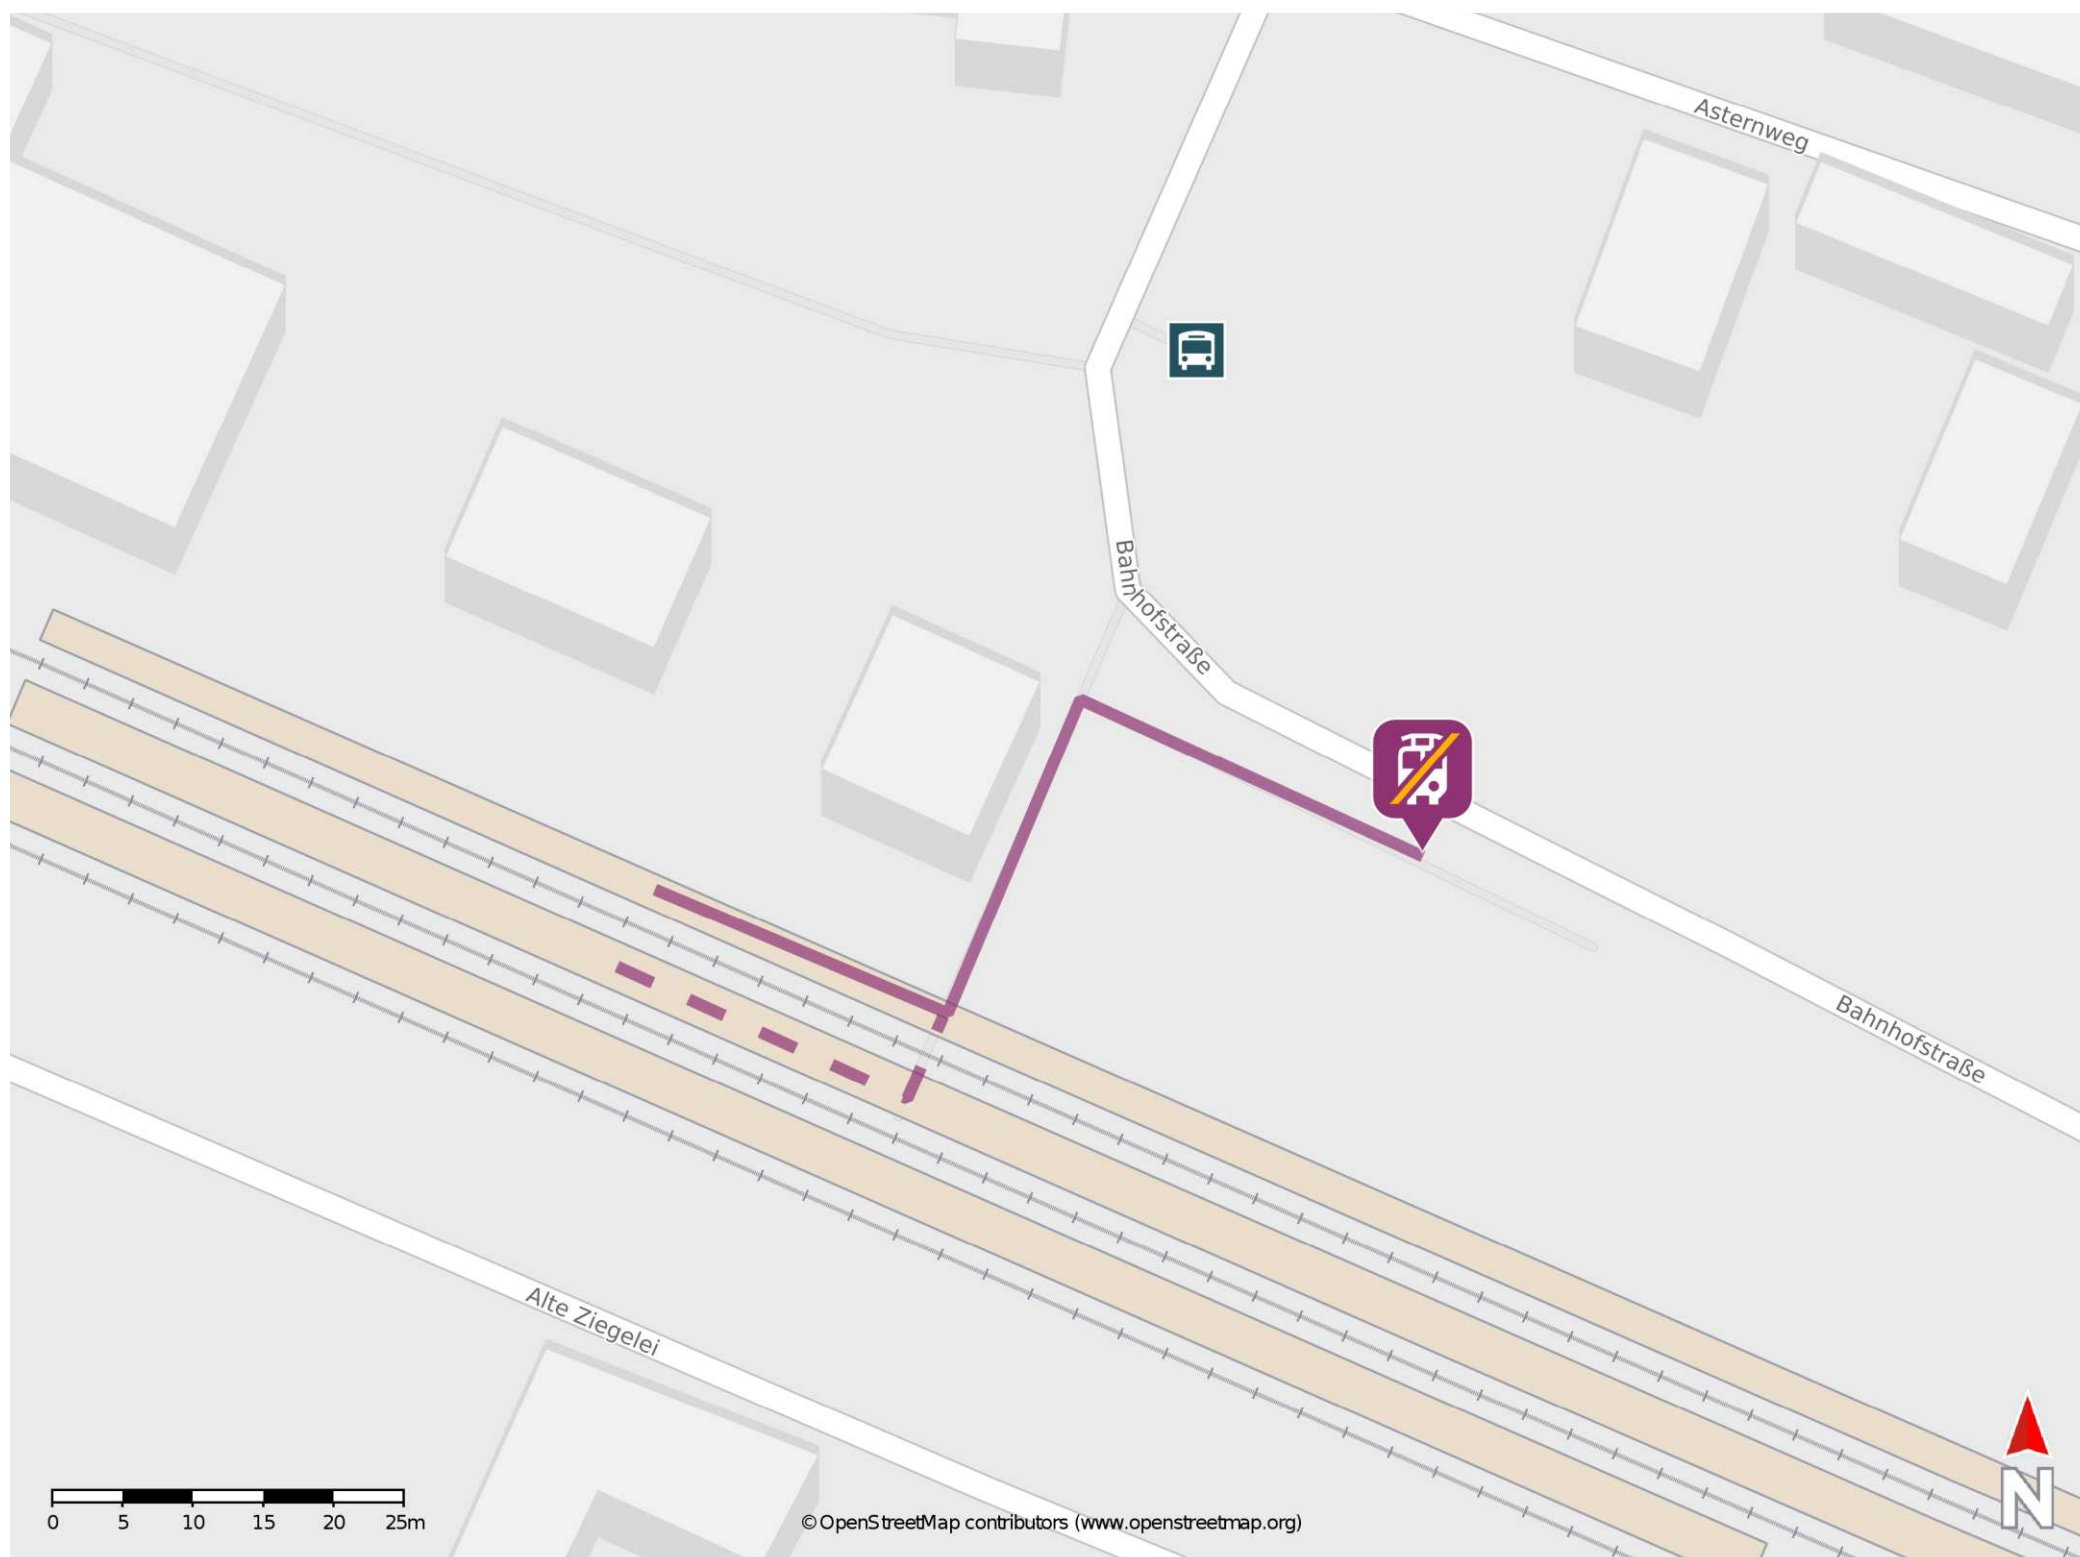 Asternweg
Bahnhofstraße
Bahnhofstraße
Alte Ziegelei
0 5 10 15 20 25m
© OpenStreetMap contributors (www.openstreetmap.org)
N